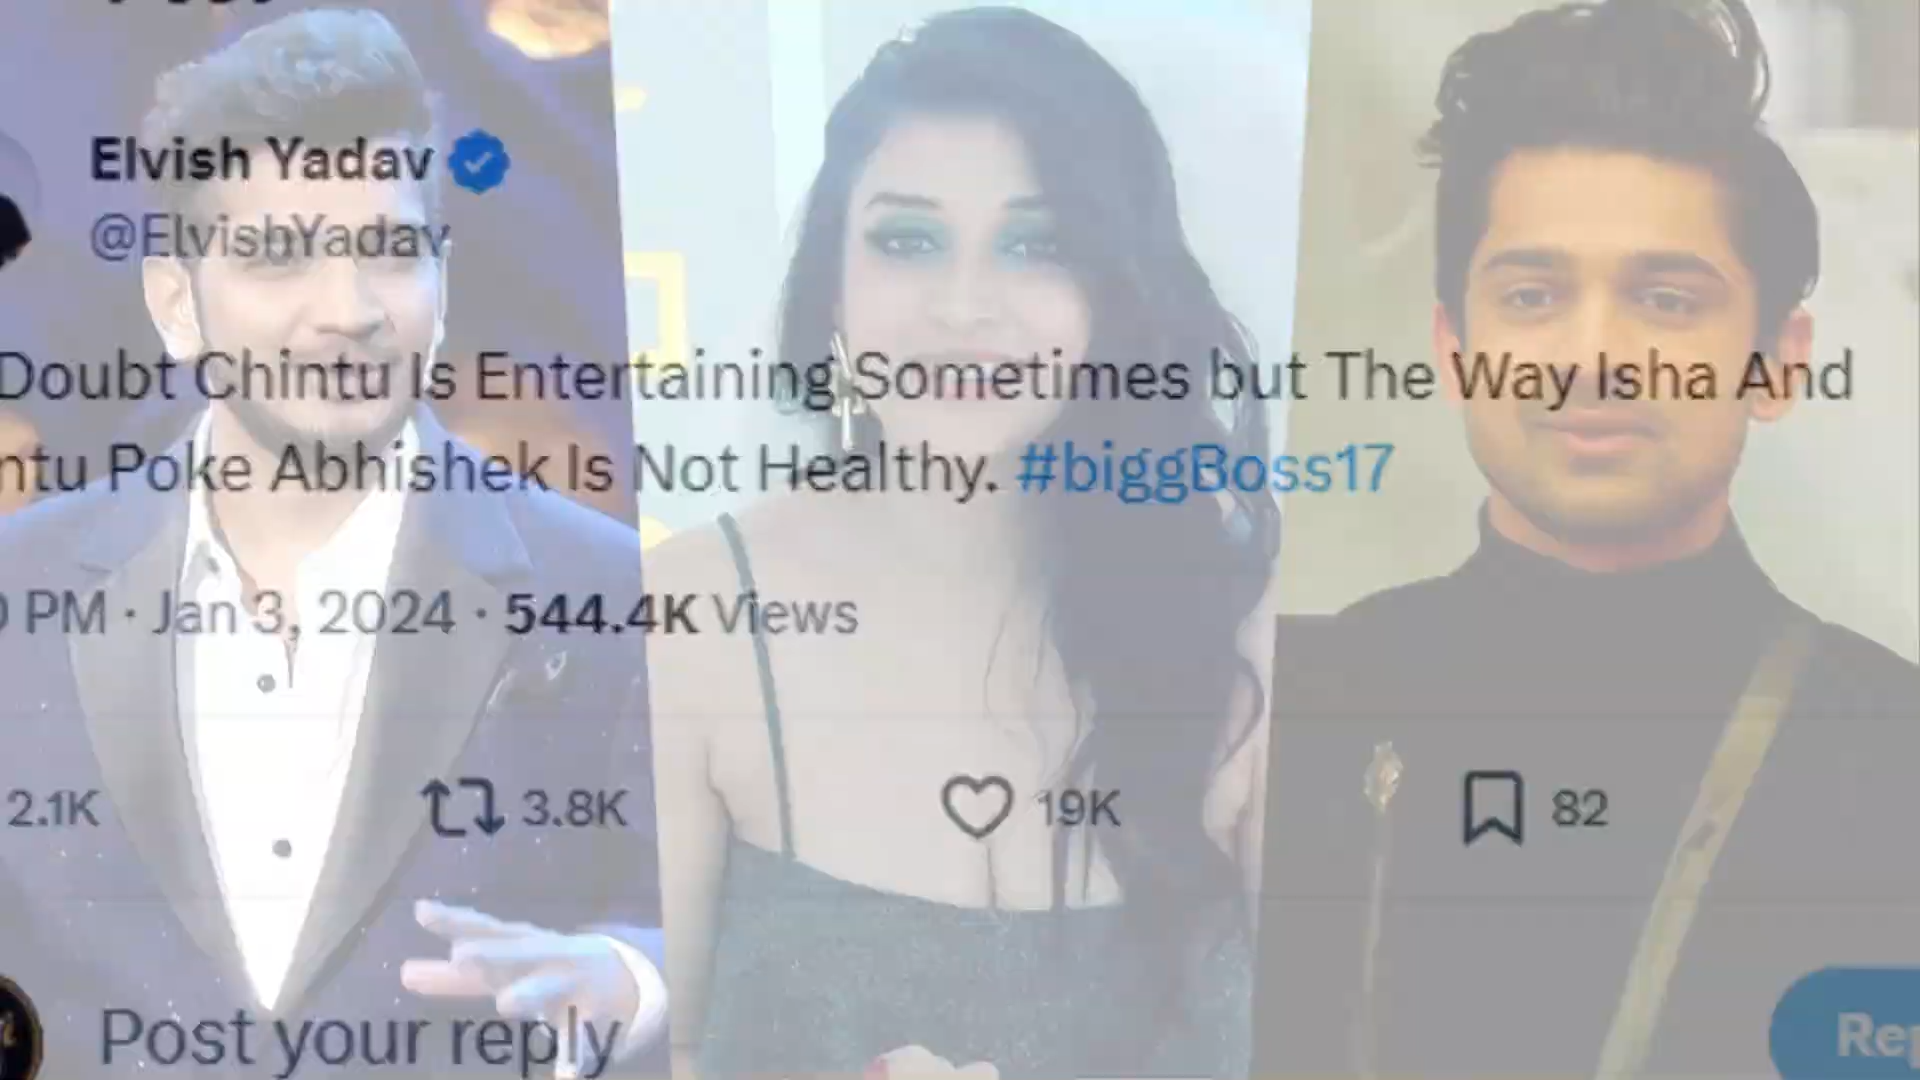 Elvish Yadav
@ElvishYadav
Doubt Chintu Is Entertaining Sometimes but The Way Isha And
ntu Poke Abhishek Is Not Healthy. #biggBoss17
PM · Jan 3, 2024 · 544.4K Views
2.1K 3.8K 19K 82
Post your reply
Rep